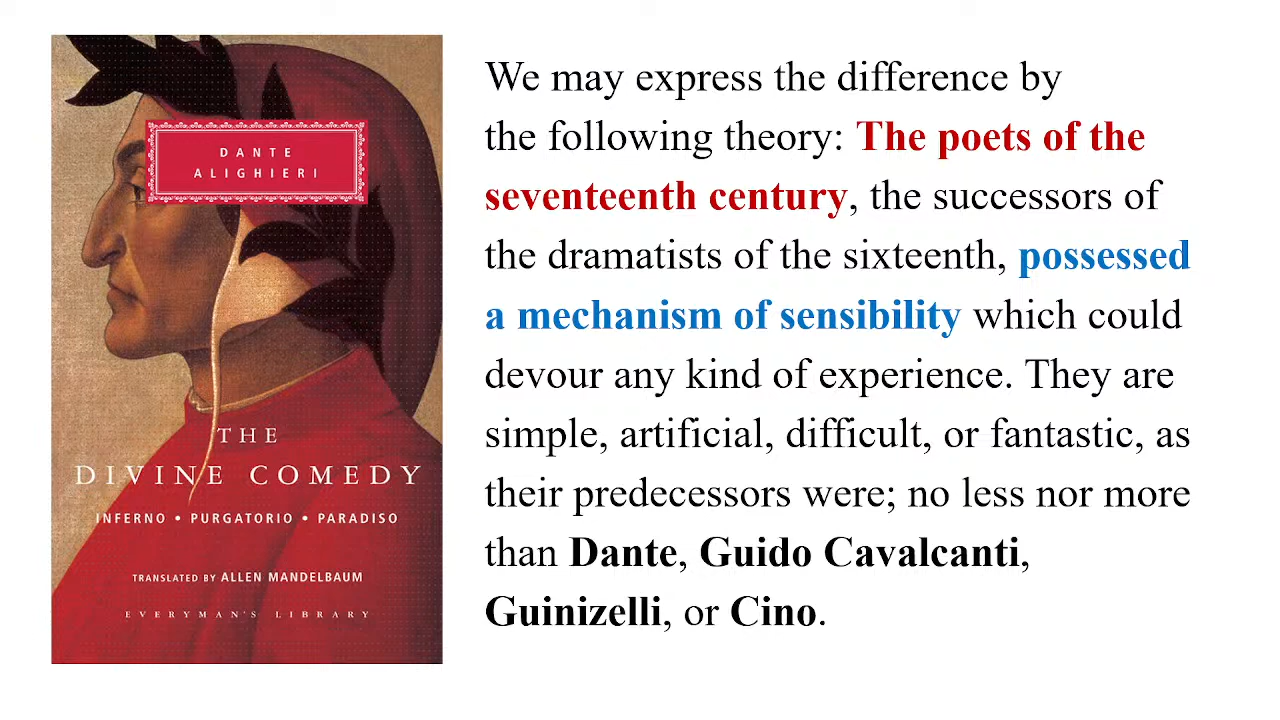 DANTE
ALIGHIERI
THE
DIVINE COMEDY
INFERNO • PURGATORIO • PARADISO
TRANSLATED BY ALLEN MANDELBAUM
EVERYMAN'S LIBRARY
We may express the difference by
the following theory: The poets of the
seventeenth century, the successors of
the dramatists of the sixteenth, possessed
a mechanism of sensibility which could
devour any kind of experience. They are
simple, artificial, difficult, or fantastic, as
their predecessors were; no less nor more
than Dante, Guido Cavalcanti,
Guinizelli, or Cino.